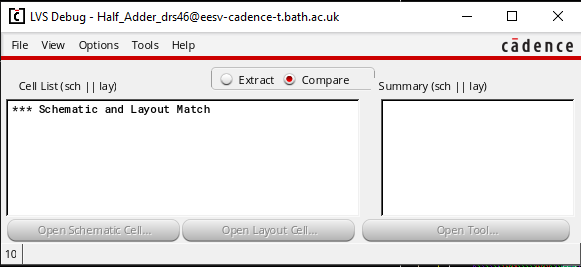 LVS Debug - Half_Adder_drs46@eesv-cadence-t.bath.ac.uk
File View Options Tools Help
cādence
Extract Compare
Cell List (sch || lay)
Summary (sch || lay)
*** Schematic and Layout Match
Open Schematic Cell...
Open Layout Cell...
Open Tool...
10